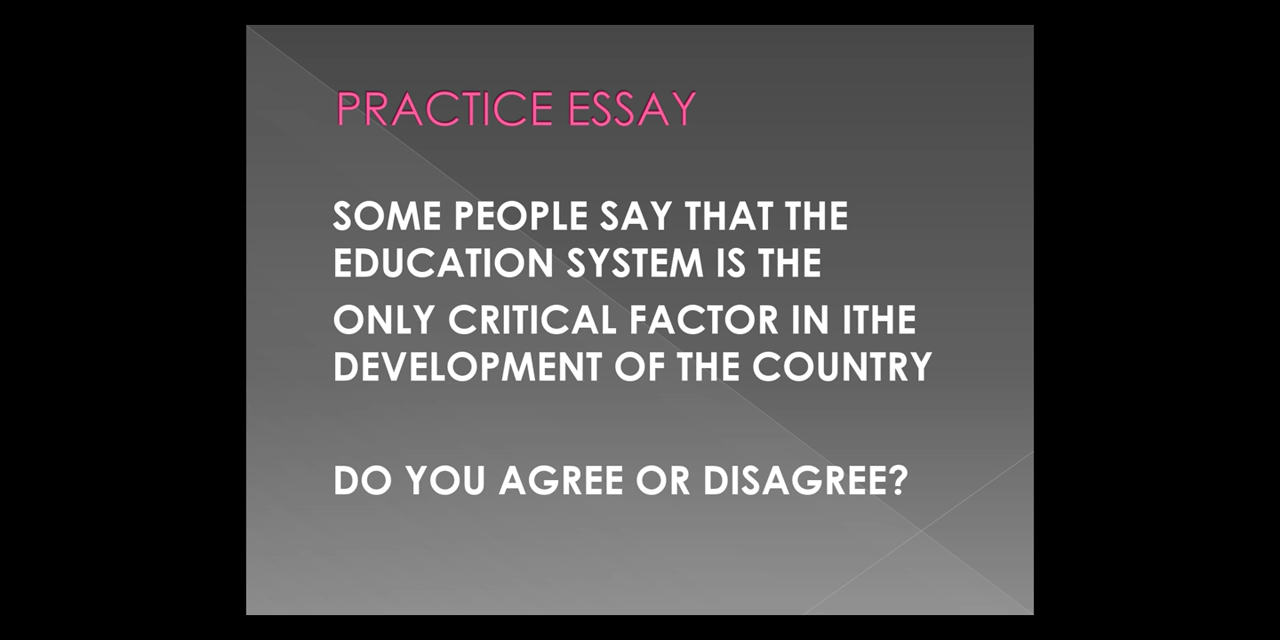 PRACTICE ESSAY
SOME PEOPLE SAY THAT THE
EDUCATION SYSTEM IS THE
ONLY CRITICAL FACTOR IN ITHE
DEVELOPMENT OF THE COUNTRY
DO YOU AGREE OR DISAGREE?